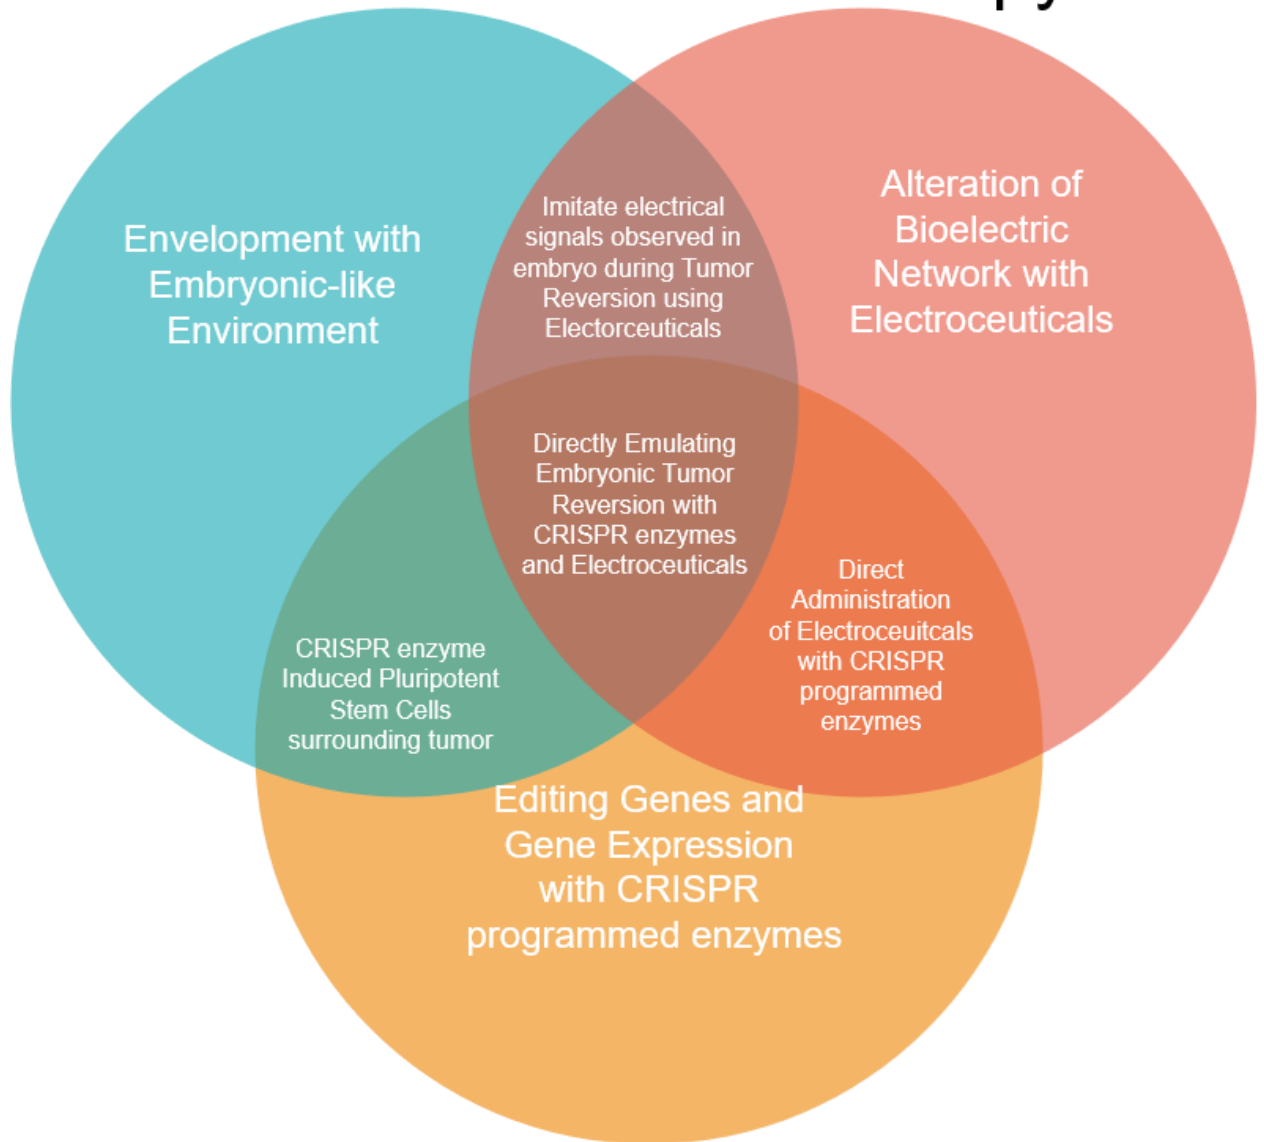 Envelopment with
Embryonic-like
Environment
Imitate electrical
signals observed in
embryo during Tumor
Reversion using
Electorceuticals
Alteration of
Bioelectric
Network with
Electroceuticals
Directly Emulating
Embryonic Tumor
Reversion with
CRISPR enzymes
and Electroceuticals
CRISPR enzyme
Induced Pluripotent
Stem Cells
surrounding tumor
Direct
Administration
of Electroceuitcals
with CRISPR
programmed
enzymes
Editing Genes and
Gene Expression
with CRISPR
programmed enzymes